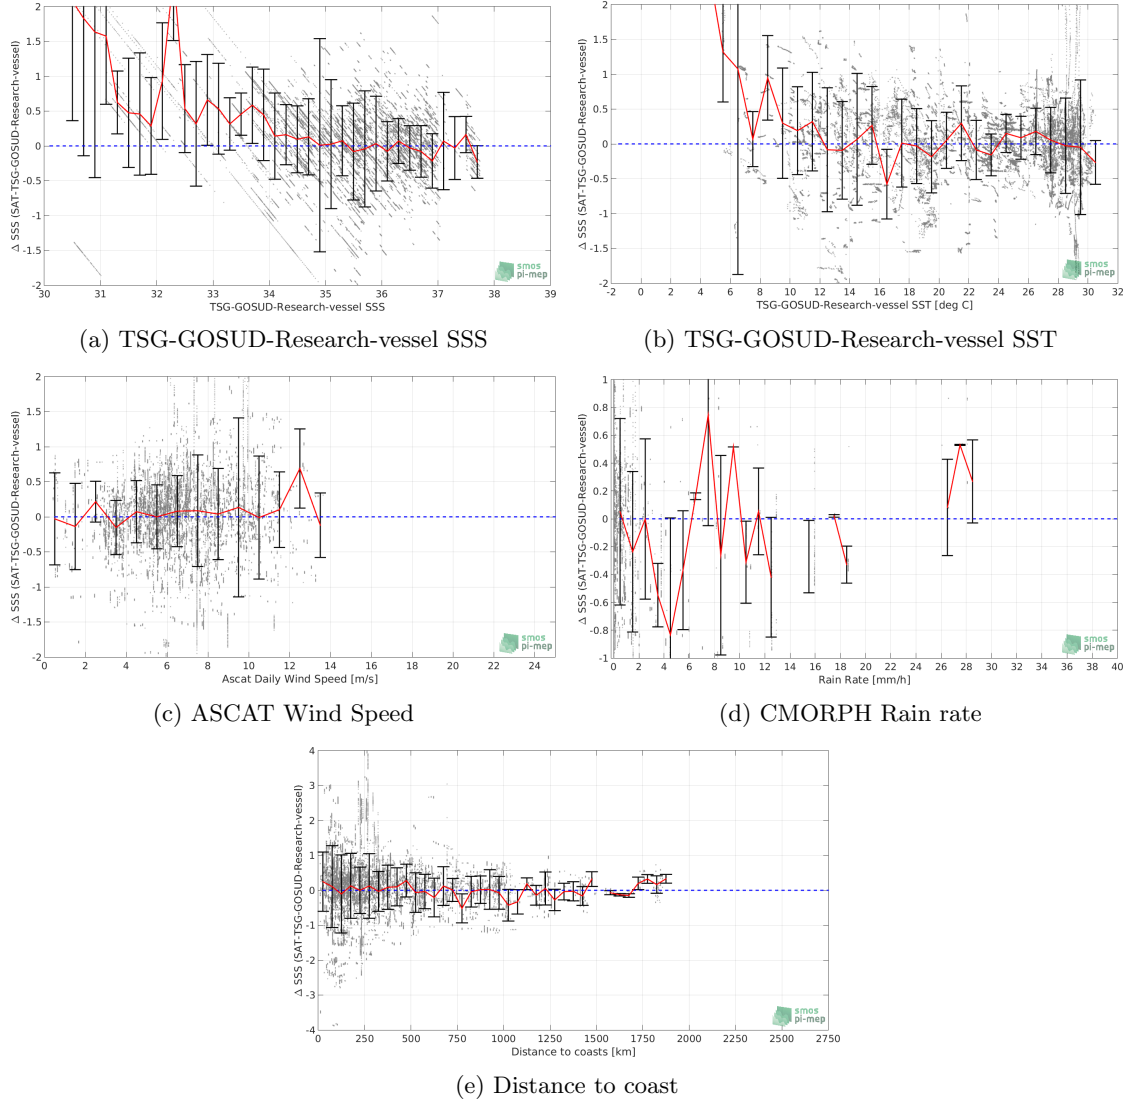 Δ SSS (SAT-TSG-GOSUD-Research-vessel)
2
1.5
1
0.5
0
-0.5
-1
-1.5
-2
30 31 32 33 34 35 36 37 38 39
TSG-GOSUD-Research-vessel SSS
smos
pi-mep
(a) TSG-GOSUD-Research-vessel SSS
Δ SSS (SAT-TSG-GOSUD-Research-vessel)
2
1.5
1
0.5
0
-0.5
-1
-1.5
-2
-2 0 2 4 6 8 10 12 14 16 18 20 22 24 26 28 30 32
TSG-GOSUD-Research-vessel SST [deg C]
smos
pi-mep
(b) TSG-GOSUD-Research-vessel SST
Δ SSS (SAT-TSG-GOSUD-Research-vessel)
2
1.5
1
0.5
0
-0.5
-1
-1.5
-2
0 2 4 6 8 10 12 14 16 18 20 22 24
Ascat Daily Wind Speed [m/s]
smos
pi-mep
(c) ASCAT Wind Speed
Δ SSS (SAT-TSG-GOSUD-Research-vessel)
1
0.8
0.6
0.4
0.2
0
-0.2
-0.4
-0.6
-0.8
-1
0 2 4 6 8 10 12 14 16 18 20 22 24 26 28 30 32 34 36 38 40
Rain Rate [mm/h]
smos
pi-mep
(d) CMORPH Rain rate
Δ SSS (SAT-TSG-GOSUD-Research-vessel)
4
3
2
1
0
-1
-2
-3
-4
0 250 500 750 1000 1250 1500 1750 2000 2250 2500 2750
Distance to coasts [km]
smos
pi-mep
(e) Distance to coast